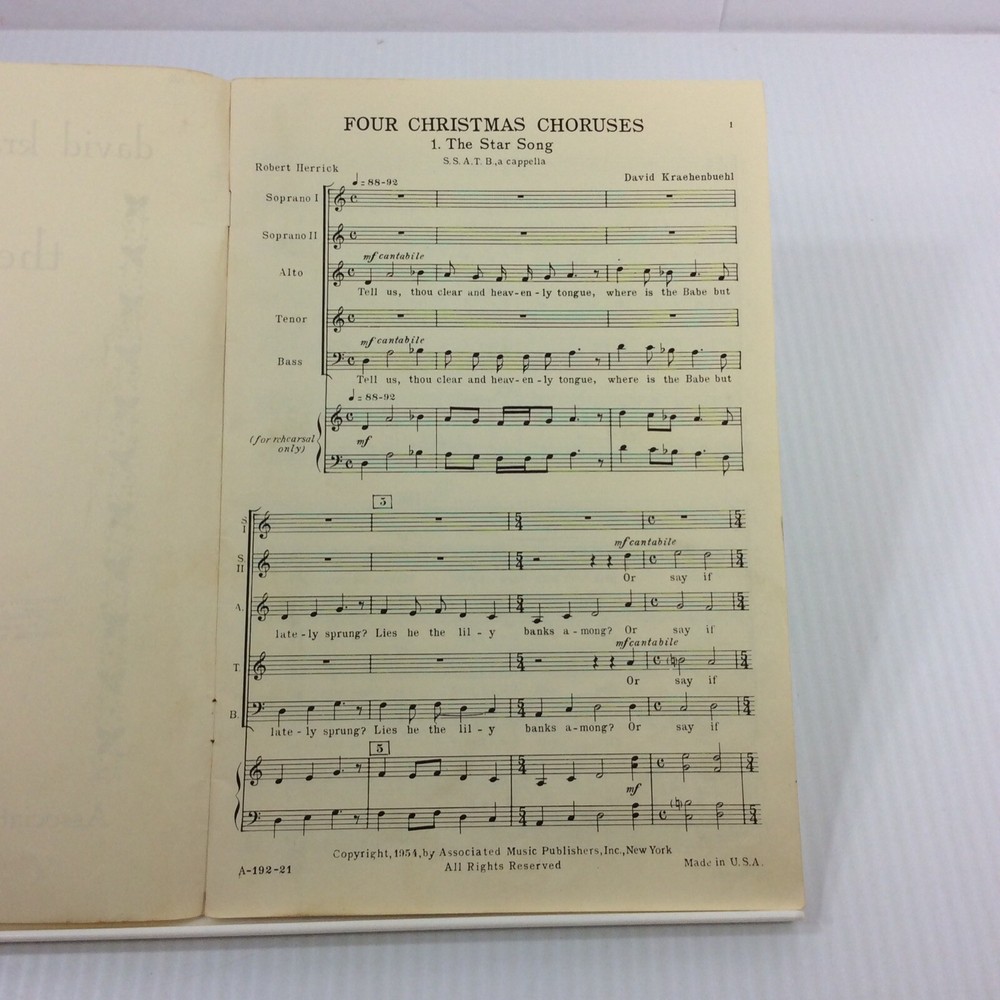 david kra
the
FOUR CHRISTMAS CHORUSES
1
1. The Star Song
S.S.A.T.B., a cappella
Robert Herrick
David Kraehenbuehl
♩= 88-92
Soprano I
Soprano II
mf cantabile
Alto
Tell us, thou clear and heav-en-ly tongue, where is the Babe but
Tenor
mf cantabile
Bass
Tell us, thou clear and heav-en-ly tongue, where is the Babe but
♩= 88-92
(for rehearsal only)
mf
5
S. I
mf cantabile
S. II
Or say if
A.
late-ly sprung? Lies he the lil-y banks a-mong? Or say if
mf cantabile
T.
Or say if
B.
late-ly sprung? Lies he the lil-y banks a-mong? Or say if
5
mf
Copyright, 1954, by Associated Music Publishers, Inc., New York
A-192-21
All Rights Reserved
Made in U.S.A.